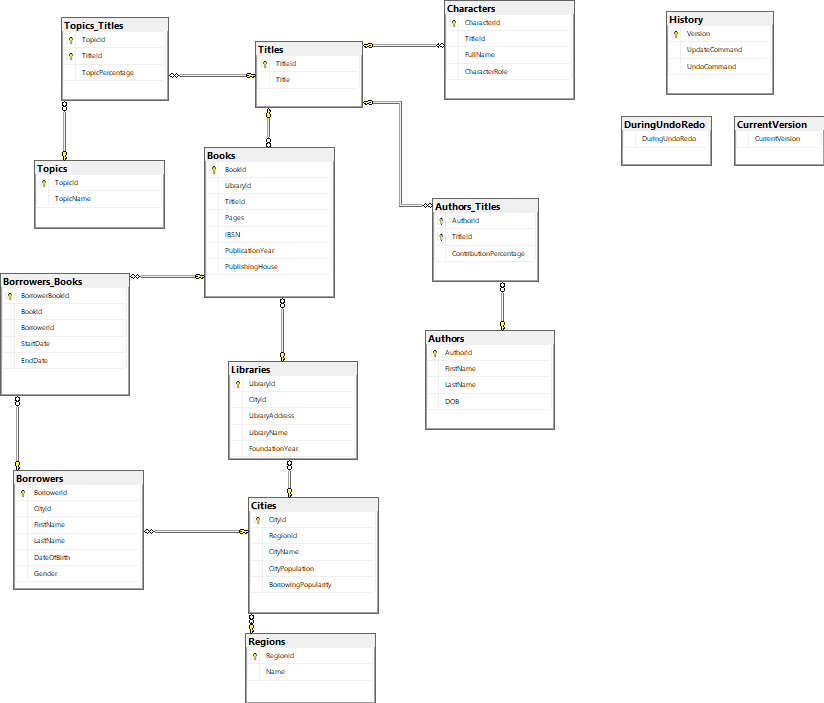 Topics_Titles
TopicId
TitleId
TopicPercentage
Titles
TitleId
Title
Characters
CharacterId
TitleId
FullName
CharacterRole
History
Version
UpdateCommand
UndoCommand
DuringUndoRedo
DuringUndoRedo
CurrentVersion
CurrentVersion
Topics
TopicId
TopicName
Books
BookId
LibraryId
TitleId
Pages
IBSN
PublicationYear
PublishingHouse
Authors_Titles
AuthorId
TitleId
ContributionPercentage
Borrowers_Books
BorrowerBookId
BookId
BorrowerId
StartDate
EndDate
Authors
AuthorId
FirstName
LastName
DOB
Libraries
LibraryId
CityId
LibraryAddress
LibraryName
FoundationYear
Borrowers
BorrowerId
CityId
FirstName
LastName
DateOfBirth
Gender
Cities
CityId
RegionId
CityName
CityPopulation
BorrowingPopularity
Regions
RegionId
Name